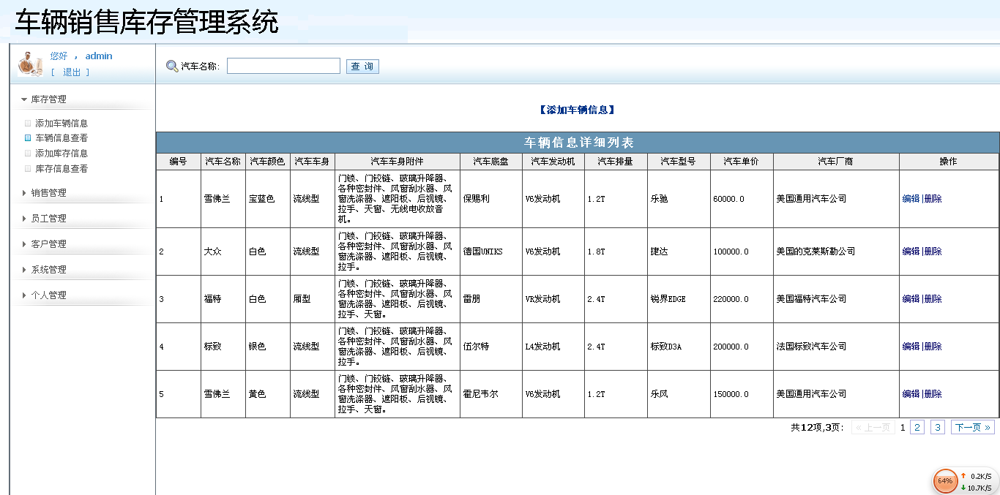 车辆销售库存管理系统
您好 ， admin
[ 退出 ]
汽车名称:
查 询
库存管理
添加车辆信息
车辆信息查看
添加库存信息
库存信息查看
销售管理
员工管理
客户管理
系统管理
个人管理
【添加车辆信息】
车辆信息详细列表
编号 汽车名称 汽车颜色 汽车车身 汽车车身附件 汽车底盘 汽车发动机 汽车排量 汽车型号 汽车单价 汽车厂商 操作
门锁、门铰链、玻璃升降器、
各种密封件、风窗刮水器、风
1 雪佛兰 宝蓝色 流线型 窗洗涤器、遮阳板、后视镜、 保赐利 V6发动机 1.2T 乐驰 60000.0 美国通用汽车公司 编辑|删除
拉手、天窗、无线电收放音
机。
门锁、门铰链、玻璃升降器、
各种密封件、风窗刮水器、风
2 大众 白色 流线型 窗洗涤器、遮阳板、后视镜、 德国UNIKS V6发动机 1.8T 捷达 100000.0 美国的克莱斯勒公司 编辑|删除
拉手。
门锁、门铰链、玻璃升降器、
各种密封件、风窗刮水器、风
3 福特 白色 厢型 窗洗涤器、遮阳板、后视镜、 雷朋 VR发动机 2.4T 锐界EDGE 220000.0 美国福特汽车公司 编辑|删除
拉手、天窗。
门锁、门铰链、玻璃升降器、
各种密封件、风窗刮水器、风
4 标致 银色 流线型 窗洗涤器、遮阳板、后视镜、 伍尔特 L4发动机 2.4T 标致D3A 200000.0 法国标致汽车公司 编辑|删除
拉手。
门锁、门铰链、玻璃升降器、
各种密封件、风窗刮水器、风
5 雪佛兰 黄色 流线型 窗洗涤器、遮阳板、后视镜、 霍尼韦尔 V6发动机 1.2T 乐风 150000.0 美国通用汽车公司 编辑|删除
拉手、天窗。
共12项,3页: « 上一页 1 2 3 下一页 »
64%
0.2K/S
10.7K/S